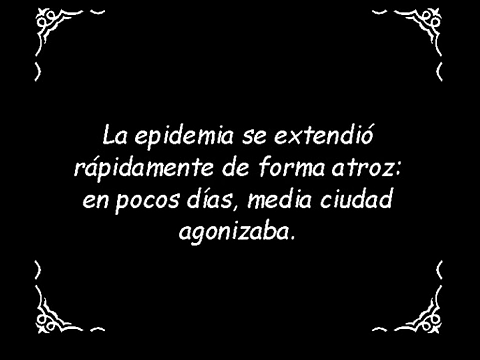 La epidemia se extendió
rápidamente de forma atroz:
en pocos días, media ciudad
agonizaba.